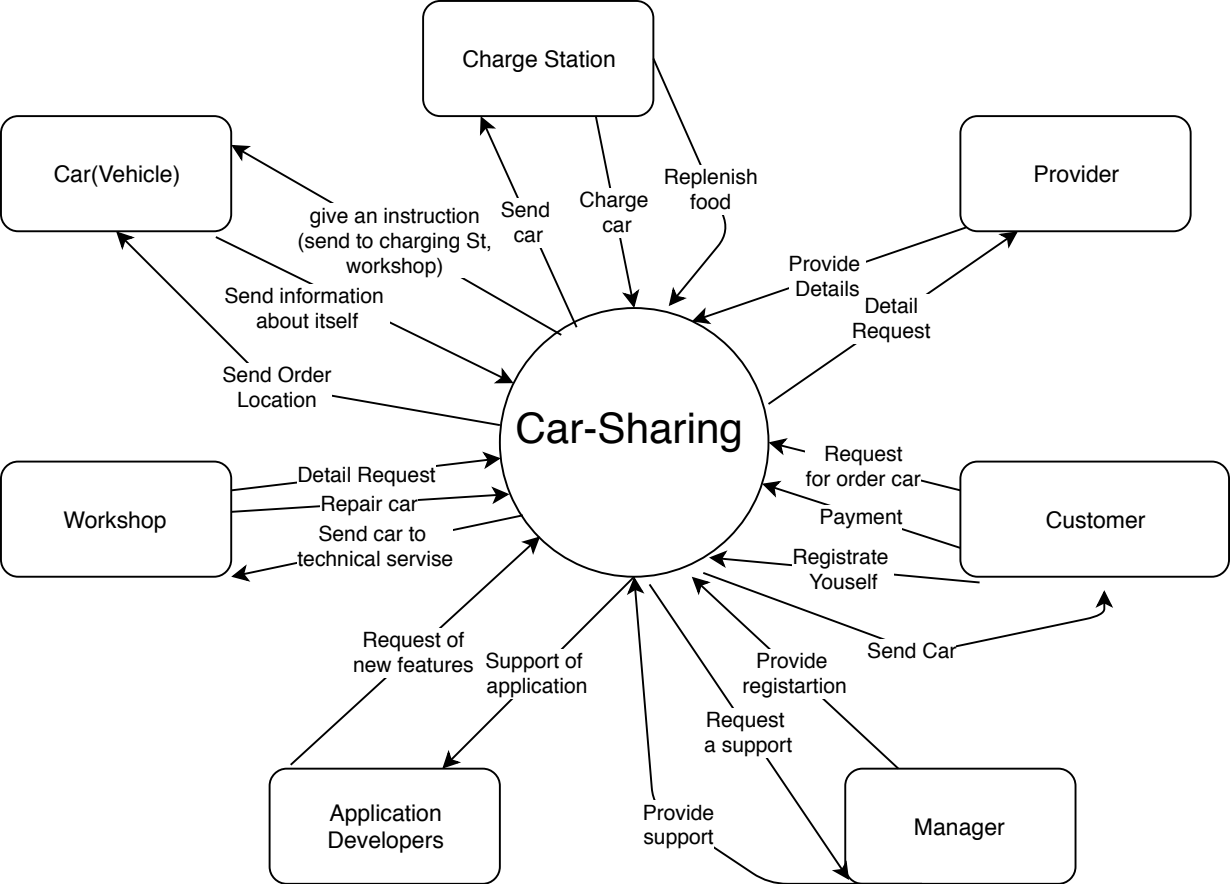 Charge Station
Car(Vehicle)
Provider
Replenish
food
Charge
car
Send
car
give an instruction
(send to charging St,
workshop)
Provide
Details
Send information
about itself
Detail
Request
Send Order
Location
Car-Sharing
Request
for order car
Detail Request
Repair car
Workshop
Customer
Payment
Send car to
technical servise
Registrate
Youself
Request of
new features
Support of
application
Send Car
Provide
registartion
Request
a support
Provide
support
Application
Developers
Manager